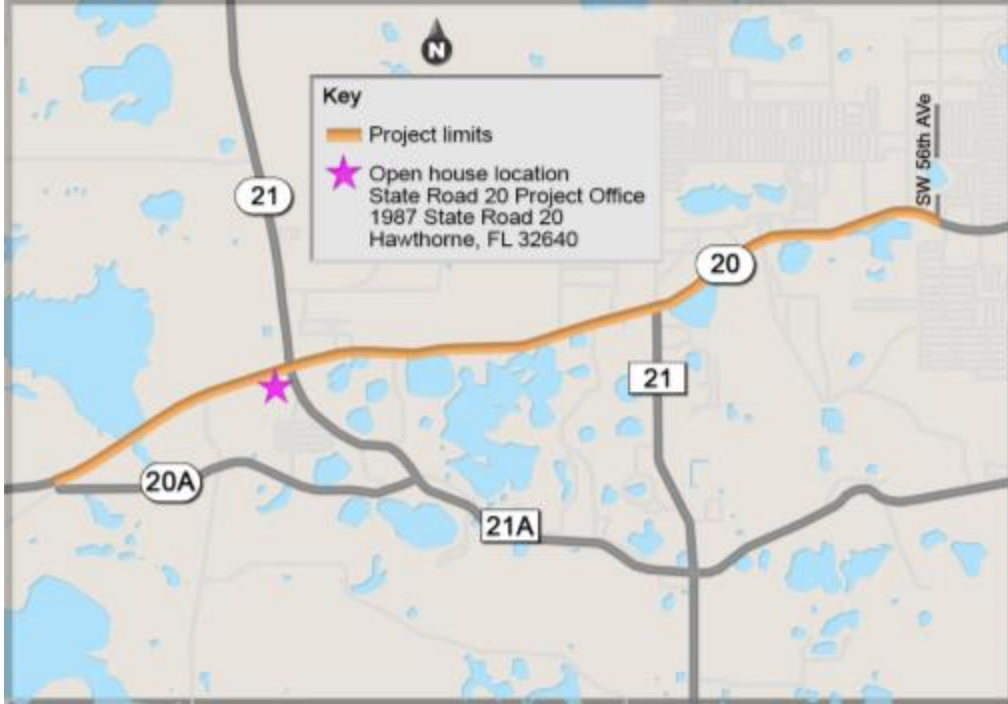 N
Key
Project limits
Open house location
State Road 20 Project Office
1987 State Road 20
Hawthorne, FL 32640
SW 56th AVe
21
20
21
20A
21A